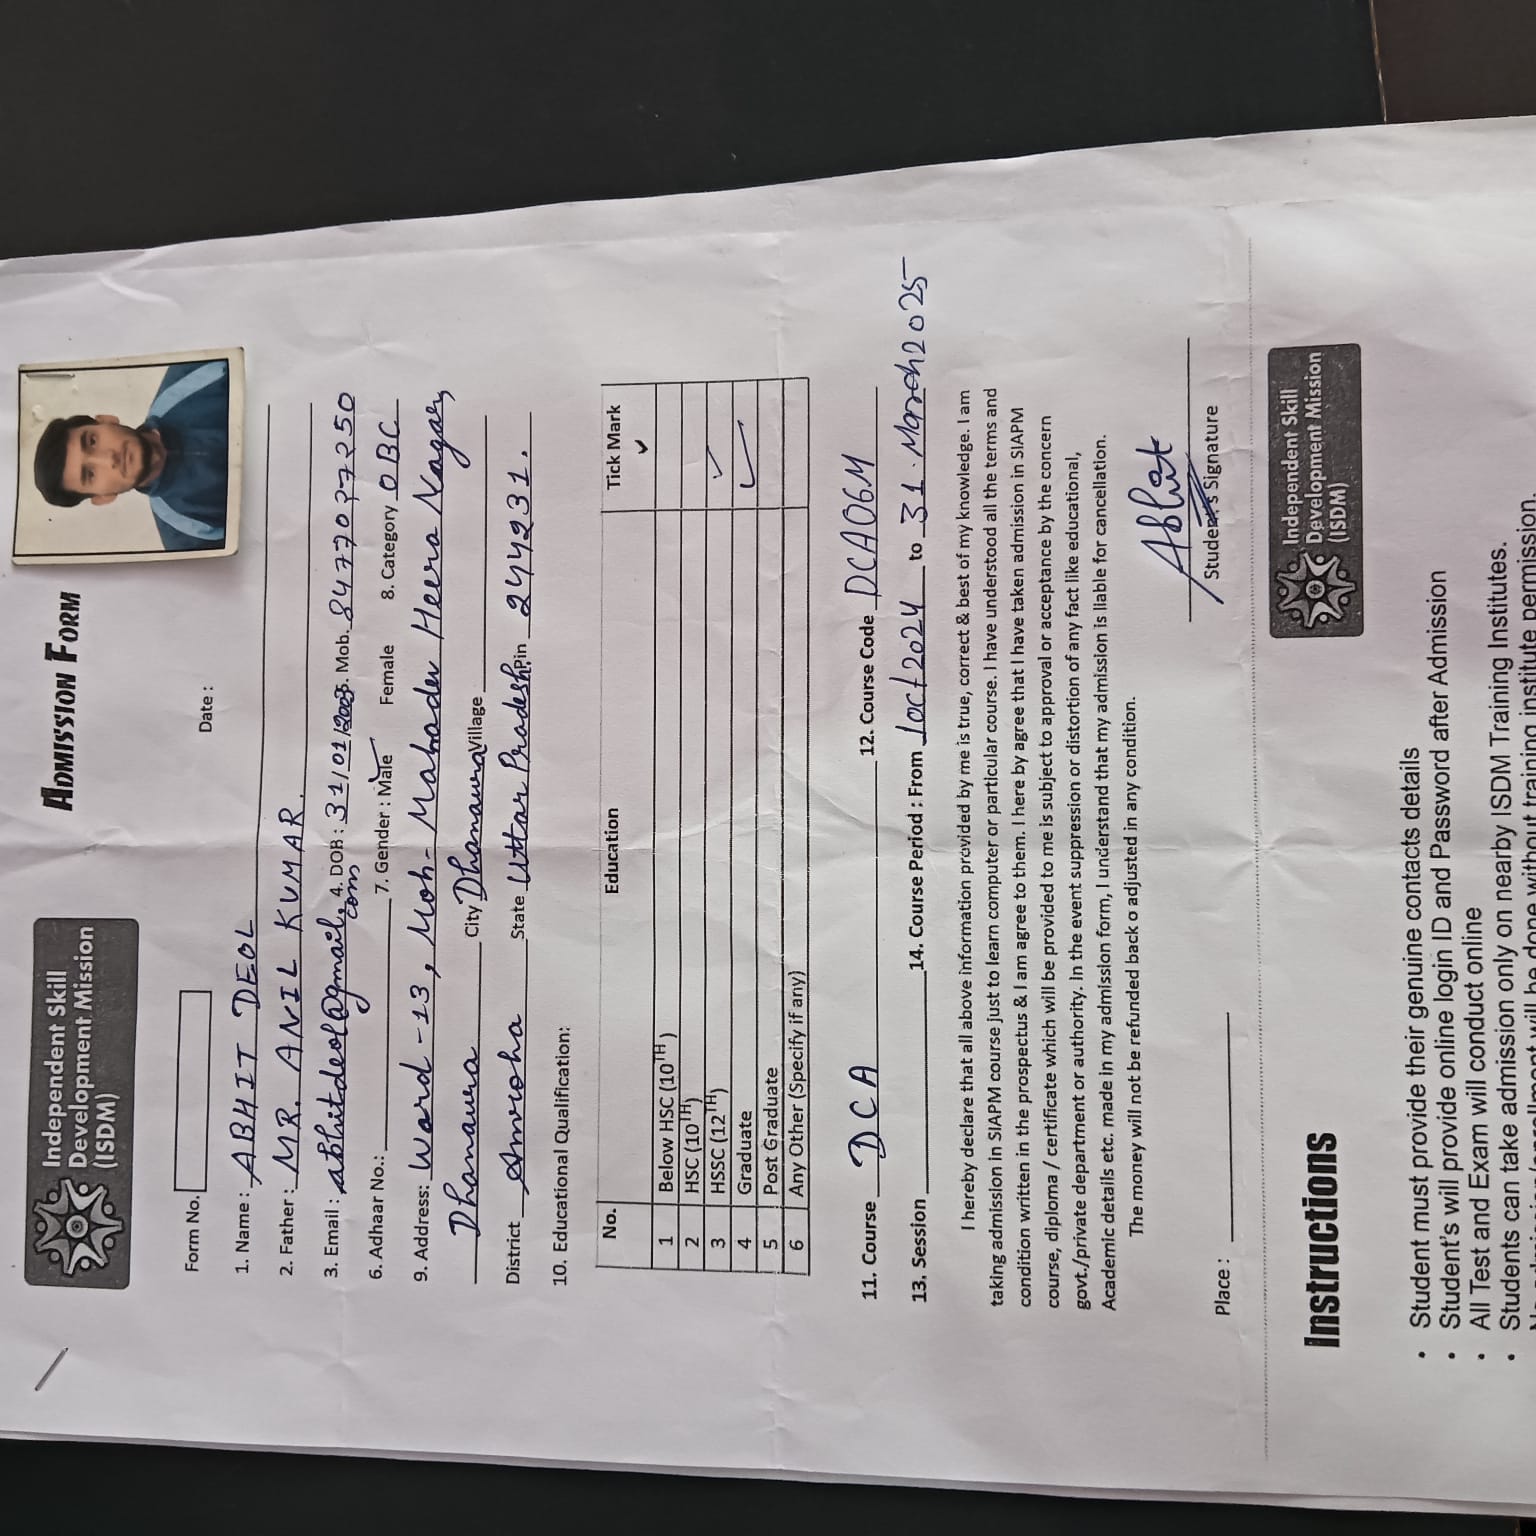 Independent Skill
Development Mission
(ISDM)
ADMISSION FORM
Form No.
Date :
1. Name : ABHIT DEOL
2. Father : MR. ANIL KUMAR.
3. Email : abhitdeol@gmail.com 4. DOB : 31/01/2003. Mob. 8477077250
6. Adhaar No.: 7. Gender : Male Female 8. Category OBC
9. Address: Ward -13, Moh- Mahadev Heera Nagar,
Dhanaura City Dhanaura Village
District Amroha State Uttar Pradesh Pin 244231.
10. Educational Qualification:
No. Education Tick Mark
✓
1 Below HSC (10TH )
2 HSC (10TH)
3 HSSC (12TH) ✓
4 Graduate ✓
5 Post Graduate
6 Any Other (Specify if any)
11. Course DCA 12. Course Code DCA06M
13. Session 14. Course Period : From 1oct2024 to 31.March2025
I hereby declare that all above information provided by me is true, correct & best of my knowledge. I am
taking admission in SIAPM course just to learn computer or particular course. I have understood all the terms and
condition written in the prospectus & I am agree to them. I here by agree that I have taken admission in SIAPM
course, diploma / certificate which will be provided to me is subject to approval or acceptance by the concern
govt./private department or authority. In the event suppression or distortion of any fact like educational,
Academic details etc. made in my admission form, I understand that my admission is liable for cancellation.
The money will not be refunded back o adjusted in any condition.
Abhit
Place : Student's Signature
Instructions
Independent Skill
Development Mission
(ISDM)
• Student must provide their genuine contacts details
• Student's will provide online login ID and Password after Admission
• All Test and Exam will conduct online
• Students can take admission only on nearby ISDM Training Institutes.
will be done without training institute permission.